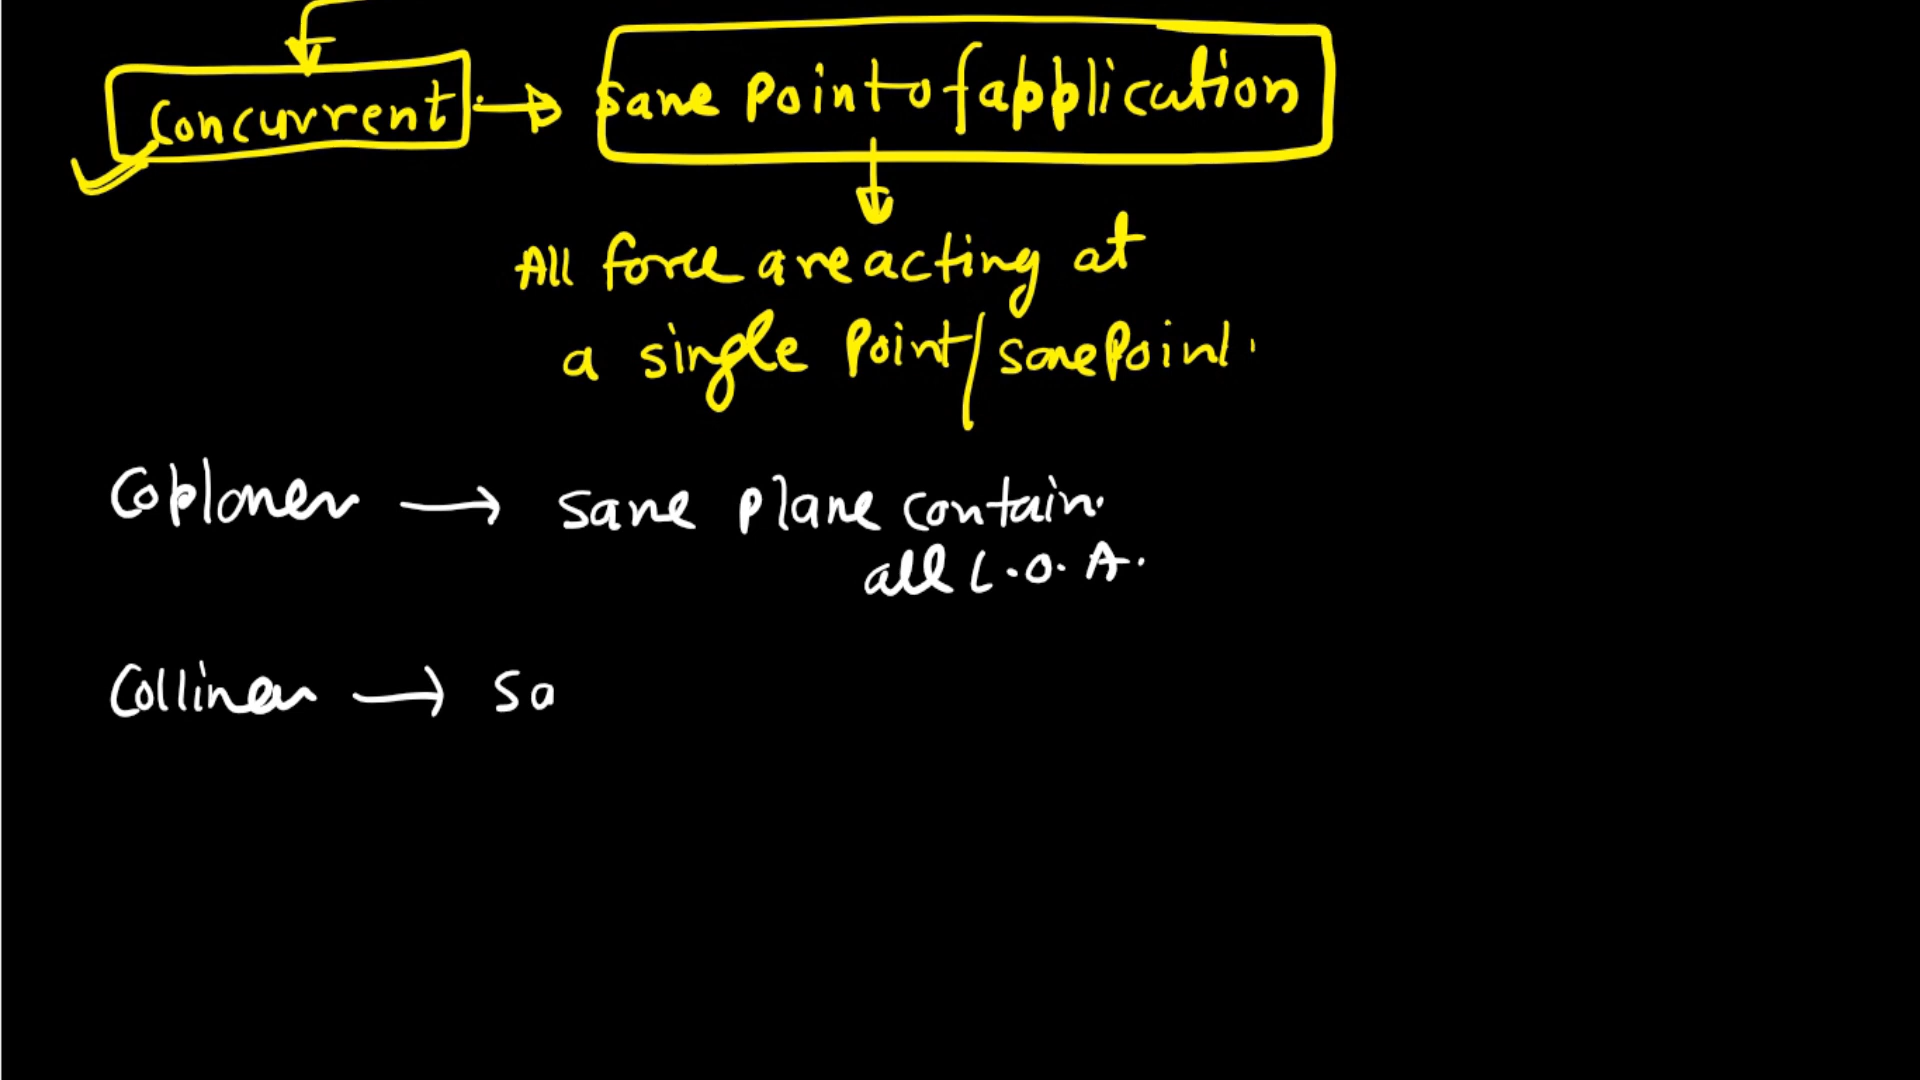 Concurrent → same point of application
All force are acting at
a single point/same point.
Coplaner → same plane contain.
all L.O.A.
Collinear → sa